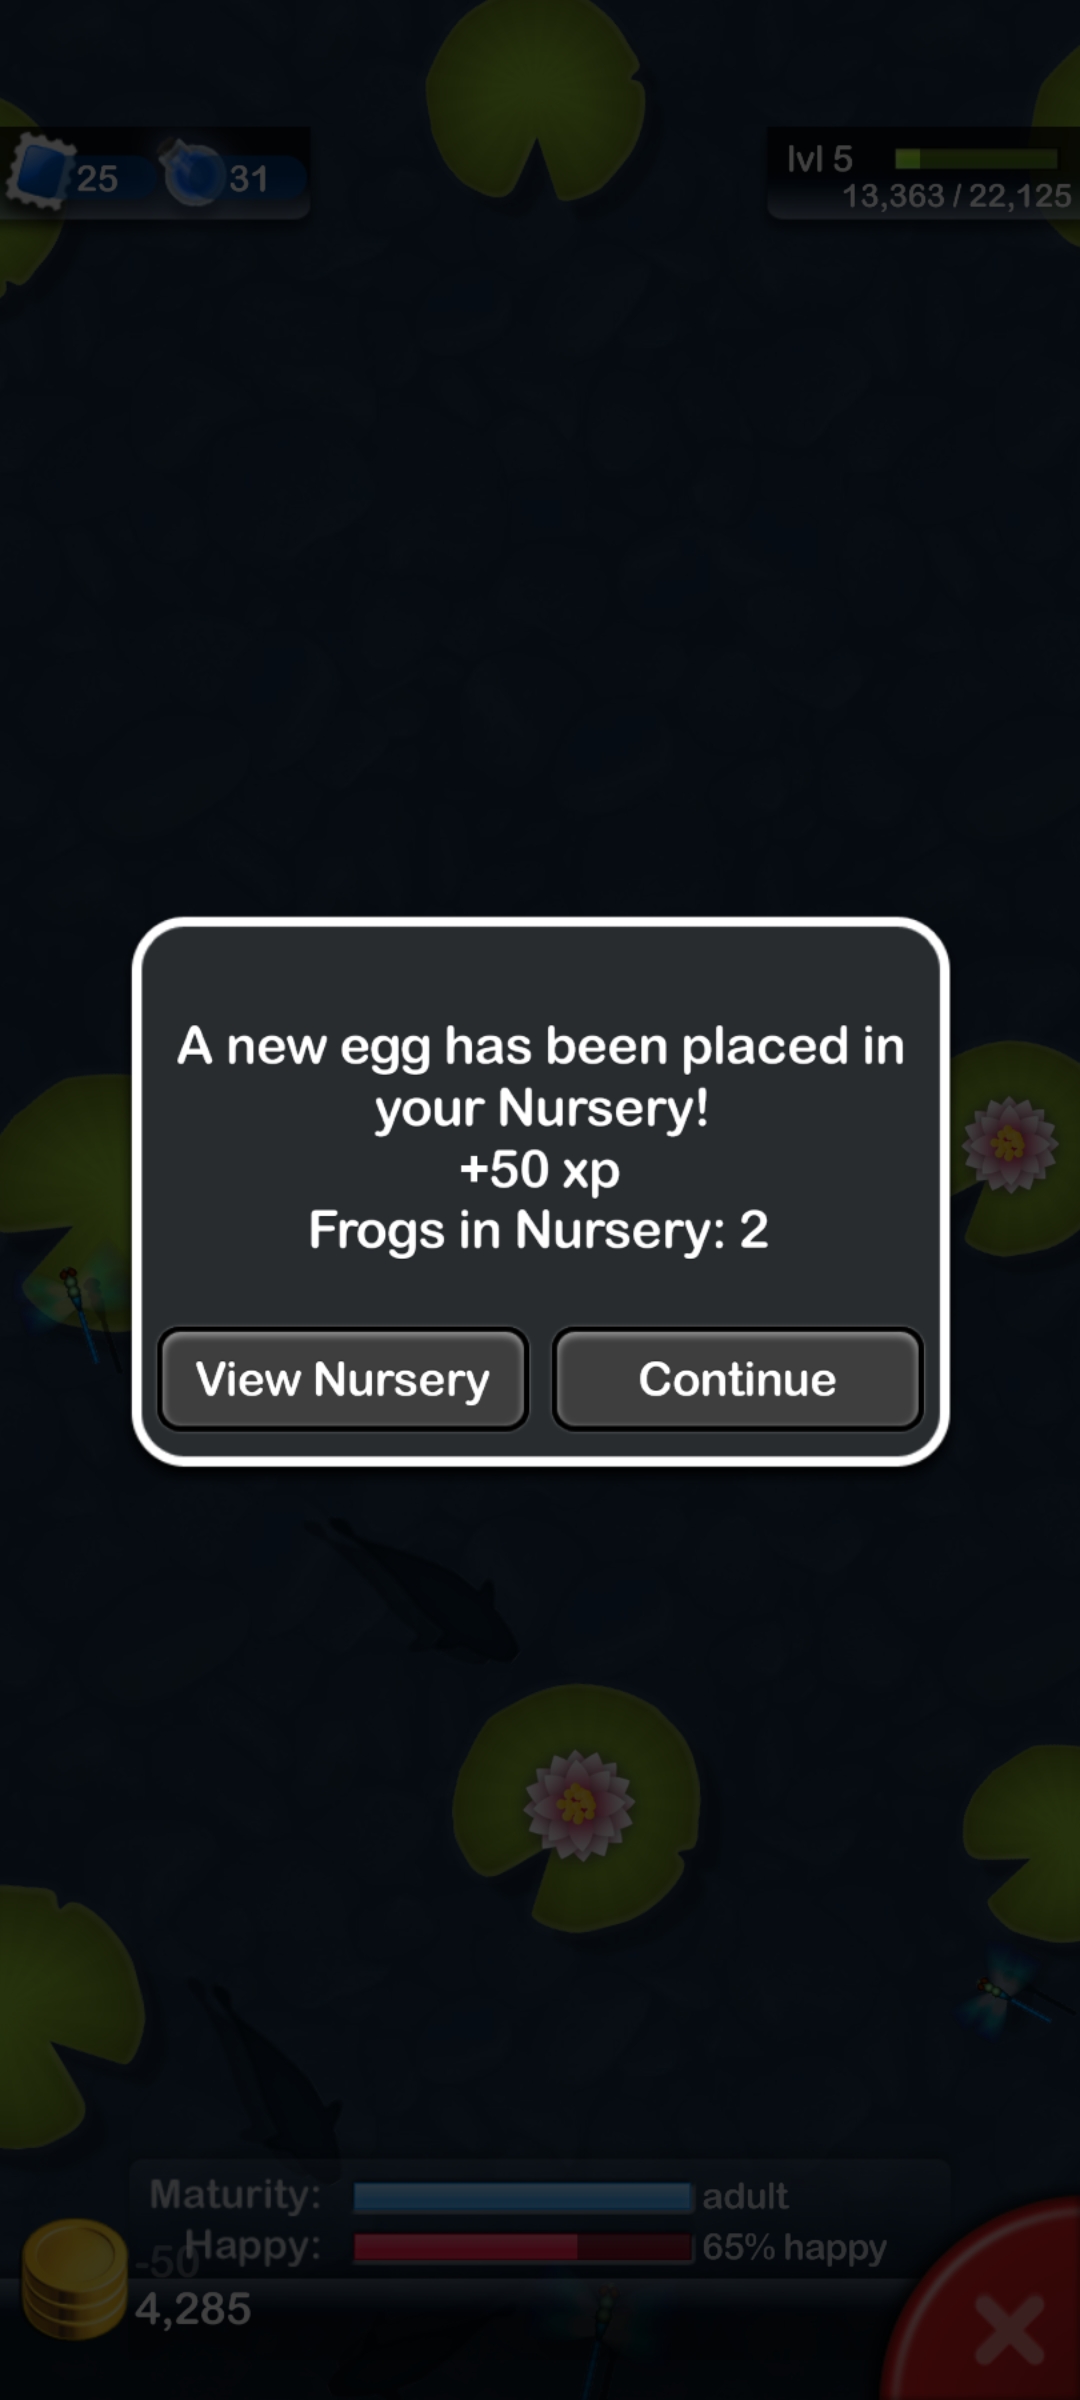 25 31
lvl 5
13,363 / 22,125
A new egg has been placed in
your Nursery!
+50 xp
Frogs in Nursery: 2
View Nursery Continue
Maturity: adult
Happy: 65% happy
-50
4,285